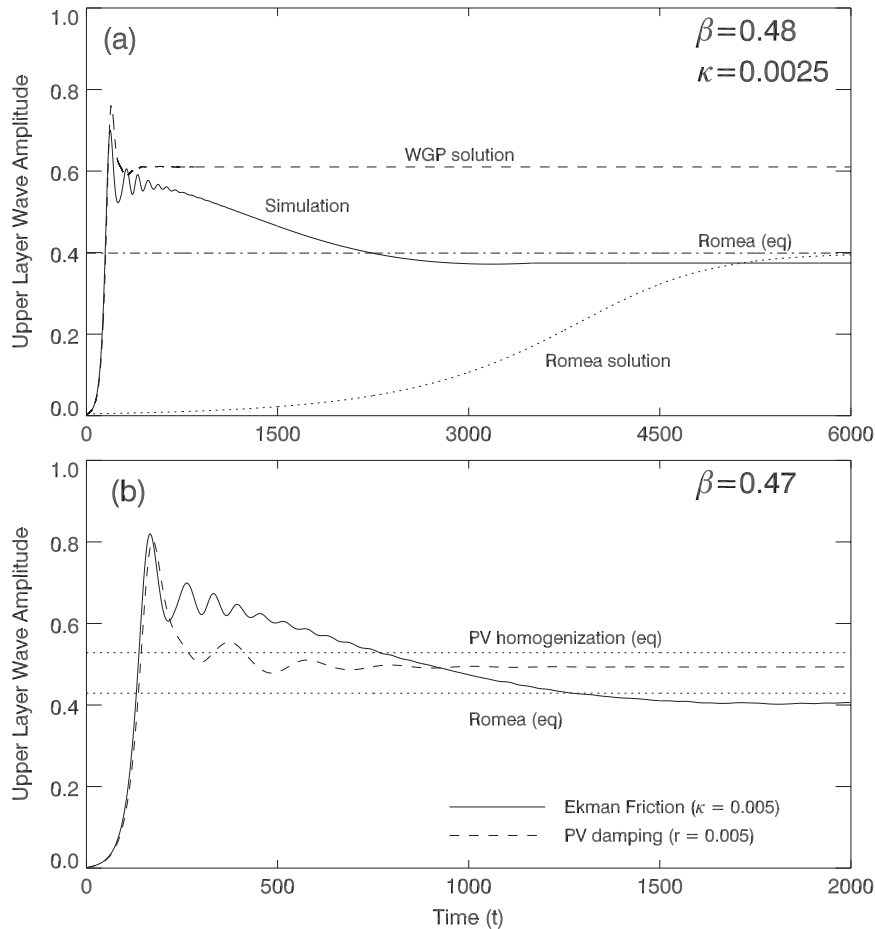 (a)
β=0.48
κ=0.0025
Upper Layer Wave Amplitude
1.0
0.8
0.6
0.4
0.2
0.0
WGP solution
Simulation
Romea (eq)
Romea solution
0
1500
3000
4500
6000
(b)
β=0.47
Upper Layer Wave Amplitude
1.0
0.8
0.6
0.4
0.2
0.0
PV homogenization (eq)
Romea (eq)
Ekman Friction (κ = 0.005)
PV damping (r = 0.005)
0
500
1000
1500
2000
Time (t)